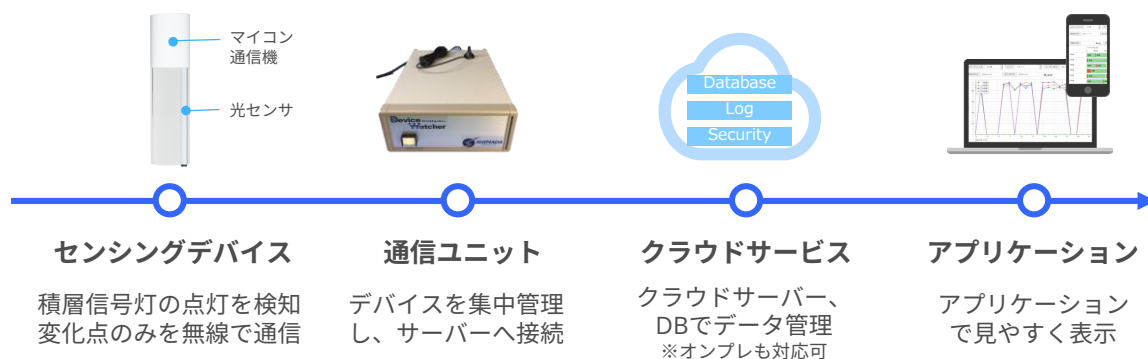 マイコン
通信機
光センサ
Device
Watcher
SHIMADA
Database
Log
Security
センシングデバイス
積層信号灯の点灯を検知
変化点のみを無線で通信
通信ユニット
デバイスを集中管理
し、サーバーへ接続
クラウドサービス
クラウドサーバー、
DBでデータ管理
※オンプレも対応可
アプリケーション
アプリケーション
で見やすく表示